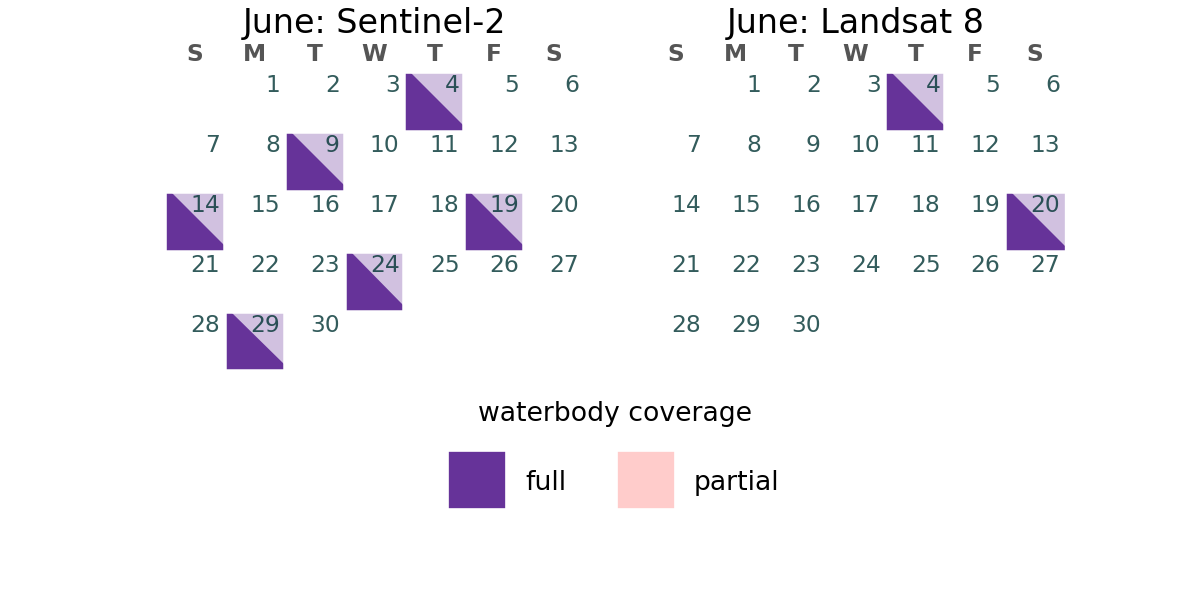 June: Sentinel-2
S M T W T F S
1 2 3 4 5 6
7 8 9 10 11 12 13
14 15 16 17 18 19 20
21 22 23 24 25 26 27
28 29 30
June: Landsat 8
S M T W T F S
1 2 3 4 5 6
7 8 9 10 11 12 13
14 15 16 17 18 19 20
21 22 23 24 25 26 27
28 29 30
waterbody coverage
full partial